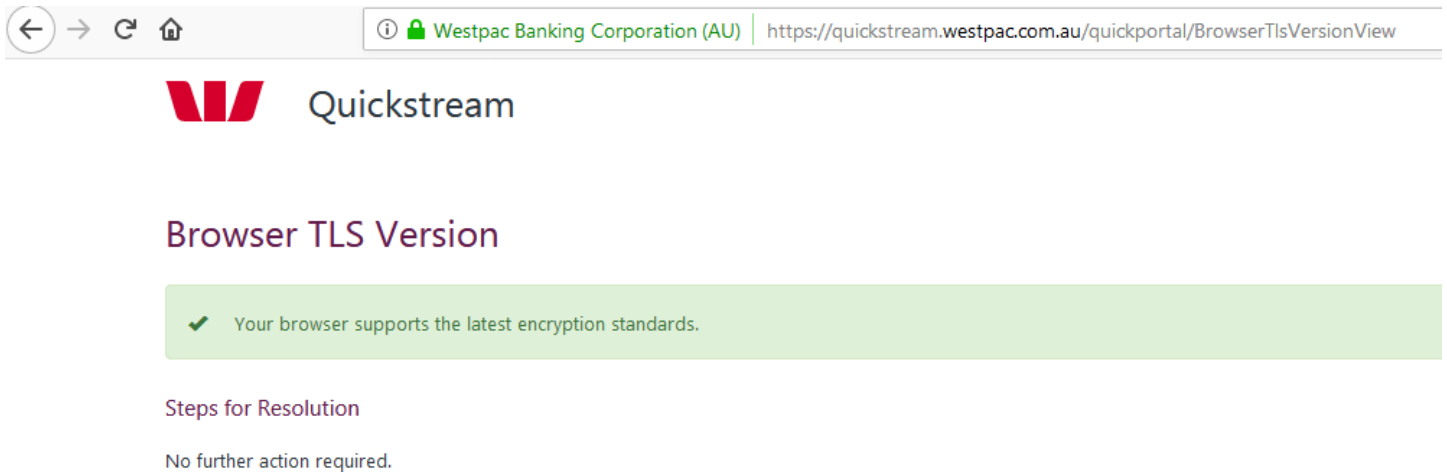 Westpac Banking Corporation (AU) https://quickstream.westpac.com.au/quickportal/BrowserTlsVersionView
Quickstream
Browser TLS Version
Your browser supports the latest encryption standards.
Steps for Resolution
No further action required.